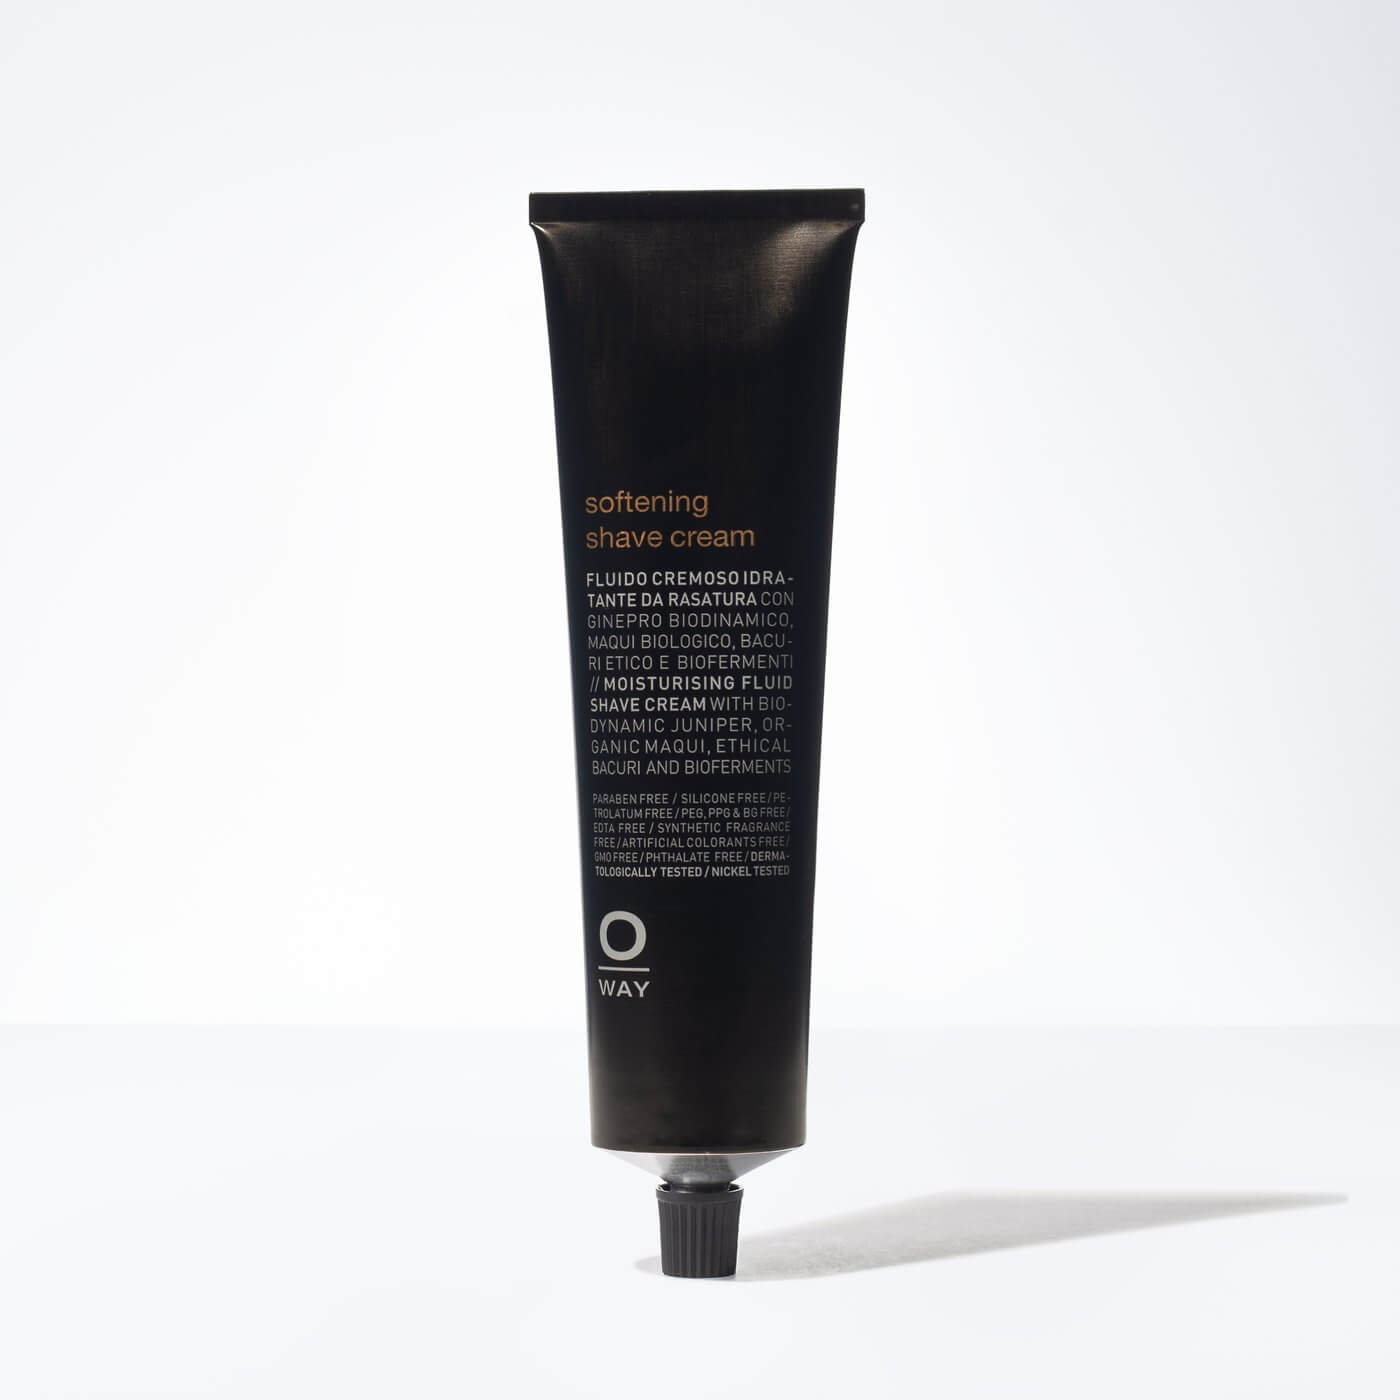 softening
shave cream
FLUIDO CREMOSO IDRA-
TANTE DA RASATURA CON
GINEPRO BIODINAMICO,
MAQUI BIOLOGICO, BACU-
RI ETICO E BIOFERMENTI
// MOISTURISING FLUID
SHAVE CREAM WITH BIO-
DYNAMIC JUNIPER, OR-
GANIC MAQUI, ETHICAL
BACURI AND BIOFERMENTS
PARABEN FREE / SILICONE FREE / PE-
TROLATUM FREE / PEG, PPG & BG FREE /
EDTA FREE / SYNTHETIC FRAGRANCE
FREE / ARTIFICIAL COLORANTS FREE /
GMO FREE / PHTHALATE FREE / DERMA-
TOLOGICALLY TESTED / NICKEL TESTED
O
WAY